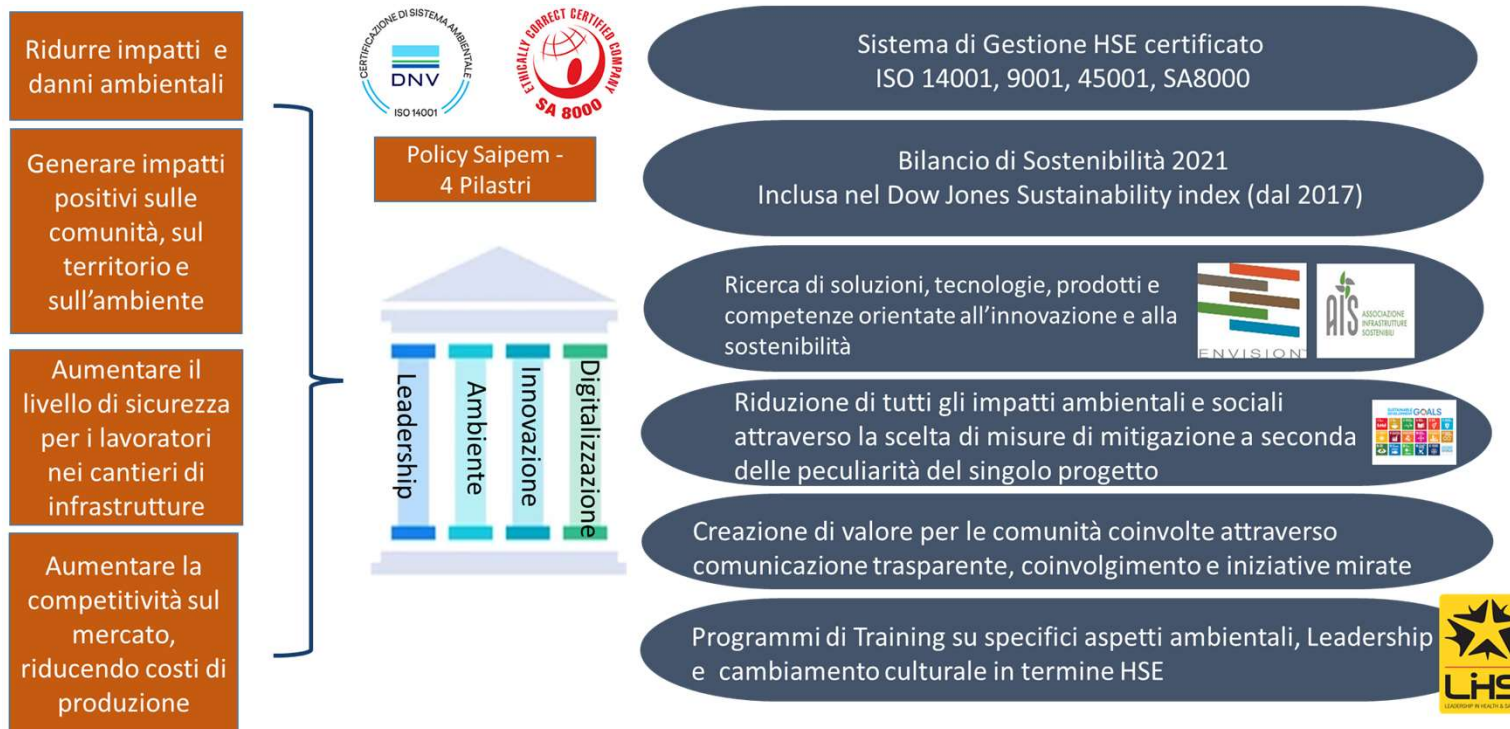 Ridurre impatti e
danni ambientali
Generare impatti
positivi sulle
comunità, sul
territorio e
sull'ambiente
Aumentare il
livello di sicurezza
per i lavoratori
nei cantieri di
infrastrutture
Aumentare la
competitività sul
mercato,
riducendo costi di
produzione
CERTIFICAZIONE DI SISTEMA AMBIENTALE
DNV
ISO 14001
ETHICALLY CORRECT CERTIFIED COMPANY
SA 8000
Policy Saipem -
4 Pilastri
Leadership
Ambiente
Innovazione
Digitalizzazione
Sistema di Gestione HSE certificato
ISO 14001, 9001, 45001, SA8000
Bilancio di Sostenibilità 2021
Inclusa nel Dow Jones Sustainability index (dal 2017)
Ricerca di soluzioni, tecnologie, prodotti e
competenze orientate all'innovazione e alla
sostenibilità
ENVISION
AIS
ASSOCIAZIONE
INFRASTRUTTURE
SOSTENIBILI
Riduzione di tutti gli impatti ambientali e sociali
attraverso la scelta di misure di mitigazione a seconda
delle peculiarità del singolo progetto
GOALS
Creazione di valore per le comunità coinvolte attraverso
comunicazione trasparente, coinvolgimento e iniziative mirate
Programmi di Training su specifici aspetti ambientali, Leadership
e cambiamento culturale in termine HSE
LiHS
LEADERSHIP IN HEALTH & SA